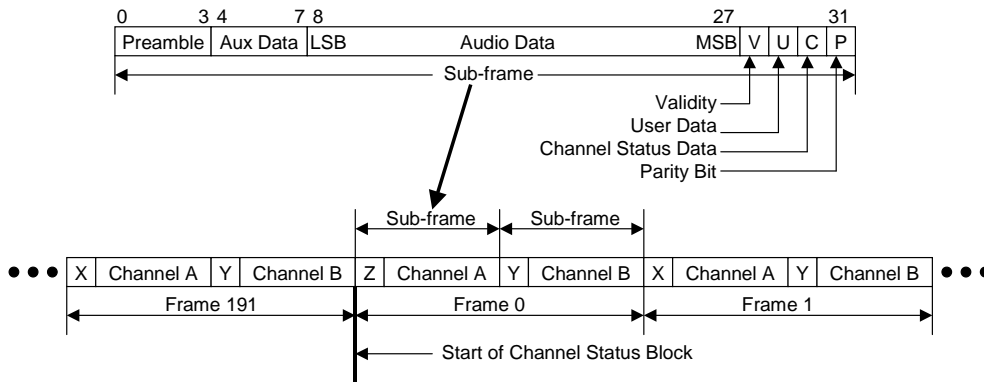 0 3 4 7 8 27 31
Preamble Aux Data LSB Audio Data MSB V U C P
Sub-frame
Validity
User Data
Channel Status Data
Parity Bit
Sub-frame Sub-frame
X Channel A Y Channel B Z Channel A Y Channel B X Channel A Y Channel B
Frame 191 Frame 0 Frame 1
Start of Channel Status Block